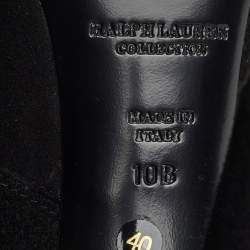 RALPH LAUREN
COLLECTION
MADE IN
ITALY
10B
40